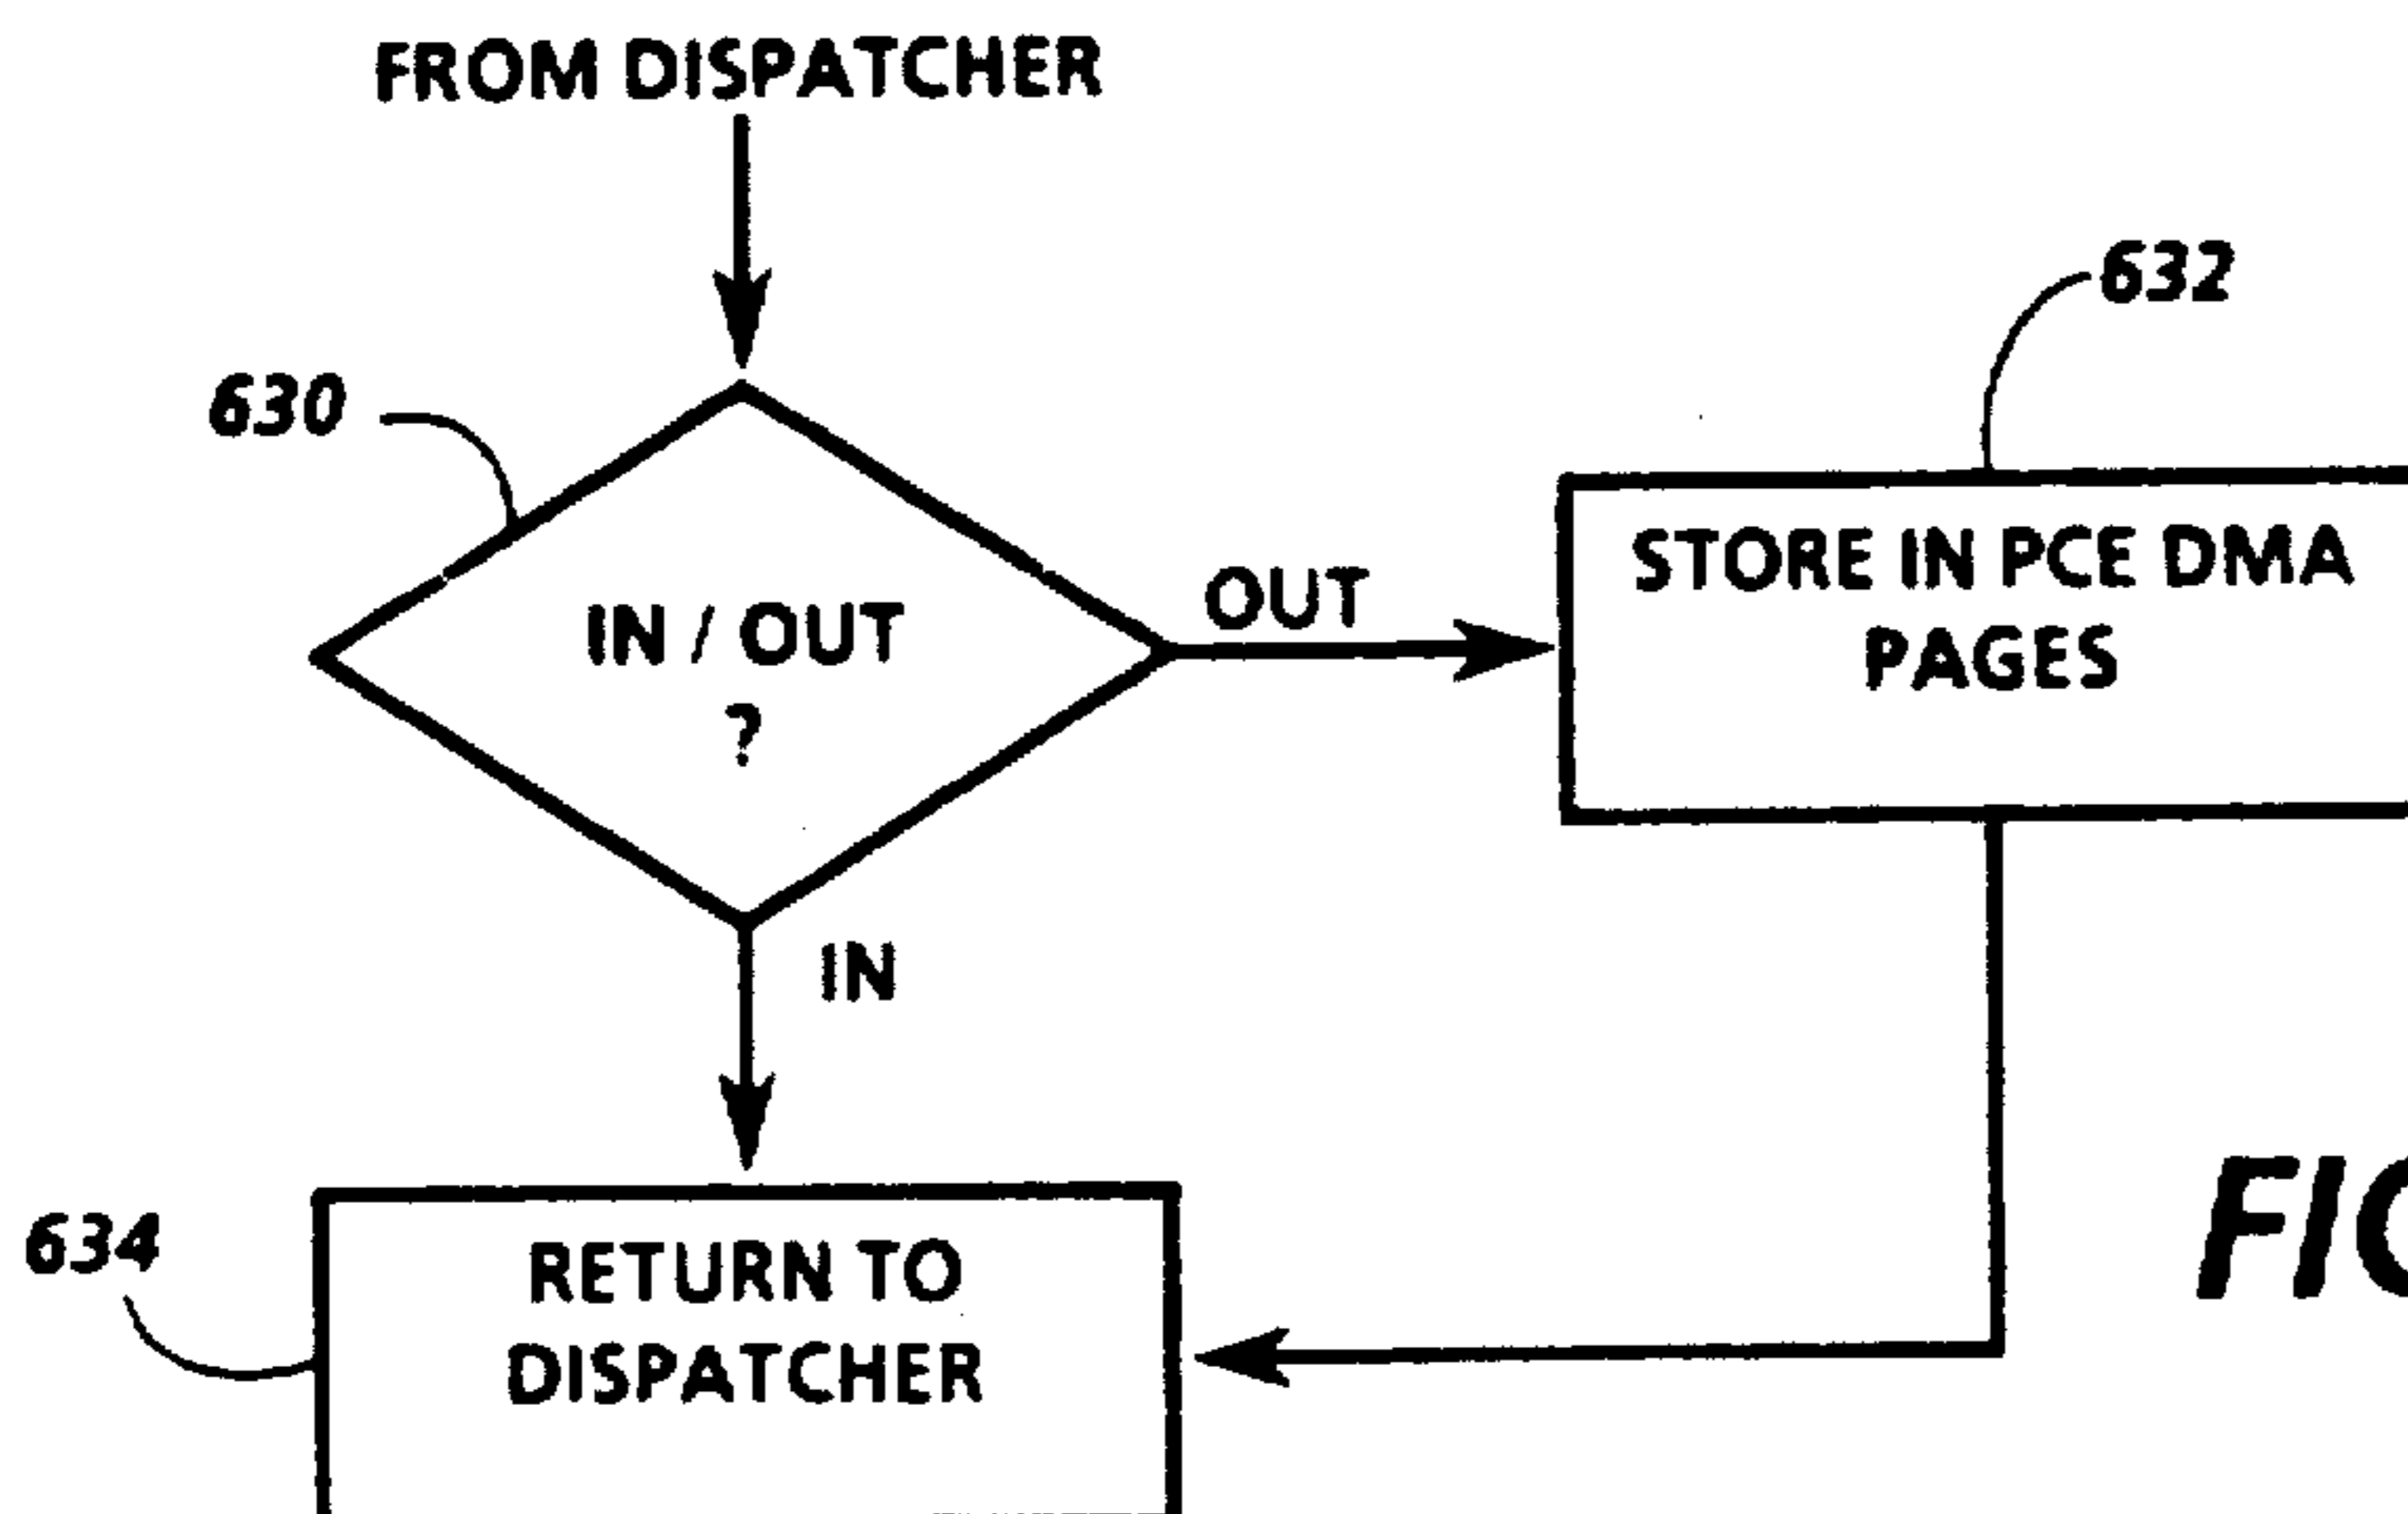 FROM DISPATCHER
632
630
STORE IN PCE DMA
PAGES
OUT
IN / OUT
?
IN
634
RETURN TO
DISPATCHER